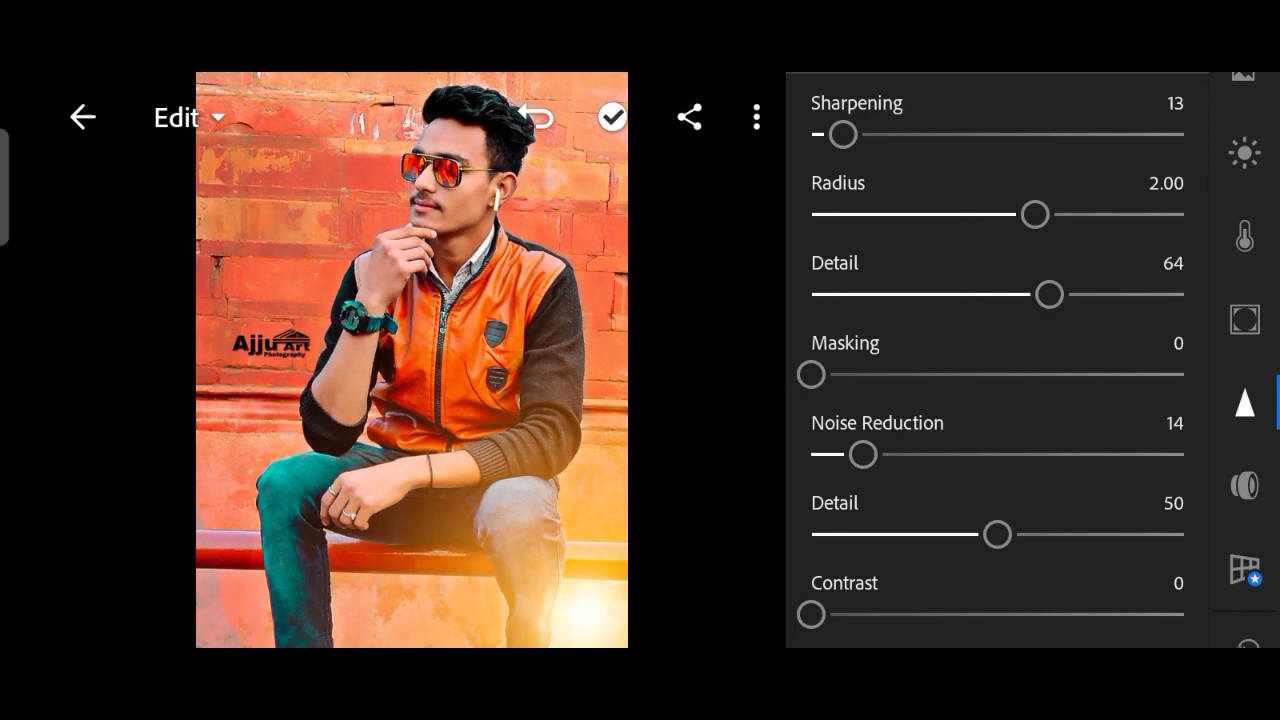 Edit
Sharpening 13
Radius 2.00
Detail 64
Masking 0
Noise Reduction 14
Detail 50
Contrast 0
Ajju Art
Photography